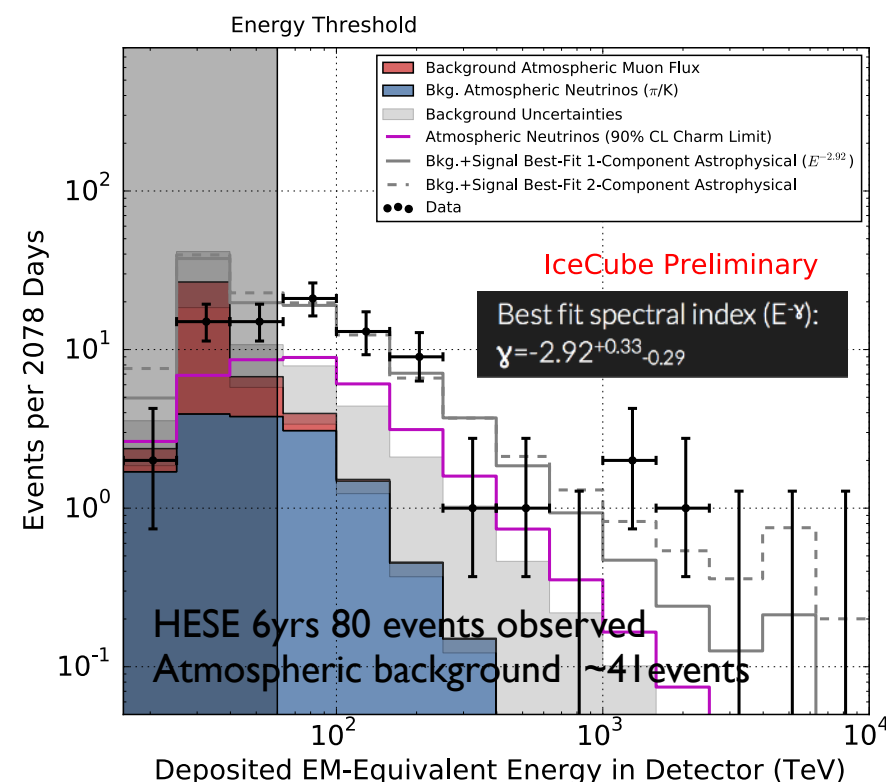 Energy Threshold
Background Atmospheric Muon Flux
Bkg. Atmospheric Neutrinos (π/K)
Background Uncertainties
Atmospheric Neutrinos (90% CL Charm Limit)
Bkg.+Signal Best-Fit 1-Component Astrophysical (E^{-2.92})
Bkg.+Signal Best-Fit 2-Component Astrophysical
Data
IceCube Preliminary
Best fit spectral index (E^{-γ}):
γ=-2.92^{+0.33}_{-0.29}
Events per 2078 Days
10^{2}
10^{1}
10^{0}
10^{-1}
HESE 6yrs 80 events observed
Atmospheric background ~41events
10^{2} 10^{3} 10^{4}
Deposited EM-Equivalent Energy in Detector (TeV)